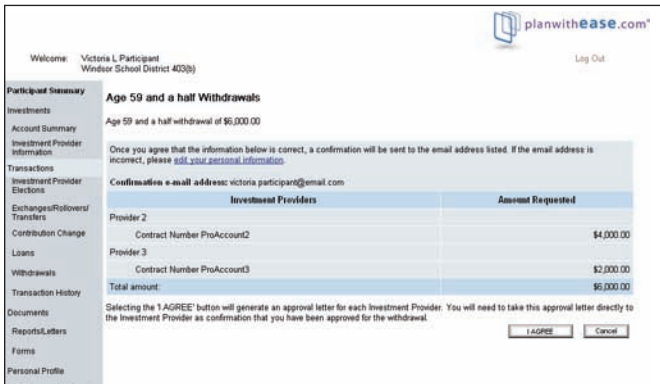 planwithease.com
Welcome: Victoria L Participant
Windsor School District 403(b)
Log Out
Participant Summary
Investments
Account Summary
Investment Provider
Information
Transactions
Investment Provider
Elections
Exchanges/Rollovers/
Transfers
Contribution Change
Loans
Withdrawals
Transaction History
Documents
Reports/Letters
Forms
Personal Profile
Age 59 and a half Withdrawals
Age 59 and a half withdrawal of $6,000.00
Once you agree that the information below is correct, a confirmation will be sent to the email address listed. If the email address is
incorrect, please edit your personal information.
Confirmation e-mail address: victoria.participant@email.com
Investment Providers Amount Requested
Provider 2
Contract Number ProAccount2 $4,000.00
Provider 3
Contract Number ProAccount3 $2,000.00
Total amount: $6,000.00
Selecting the 'I AGREE' button will generate an approval letter for each Investment Provider. You will need to take this approval letter directly to
the Investment Provider as confirmation that you have been approved for the withdrawal.
I AGREE Cancel